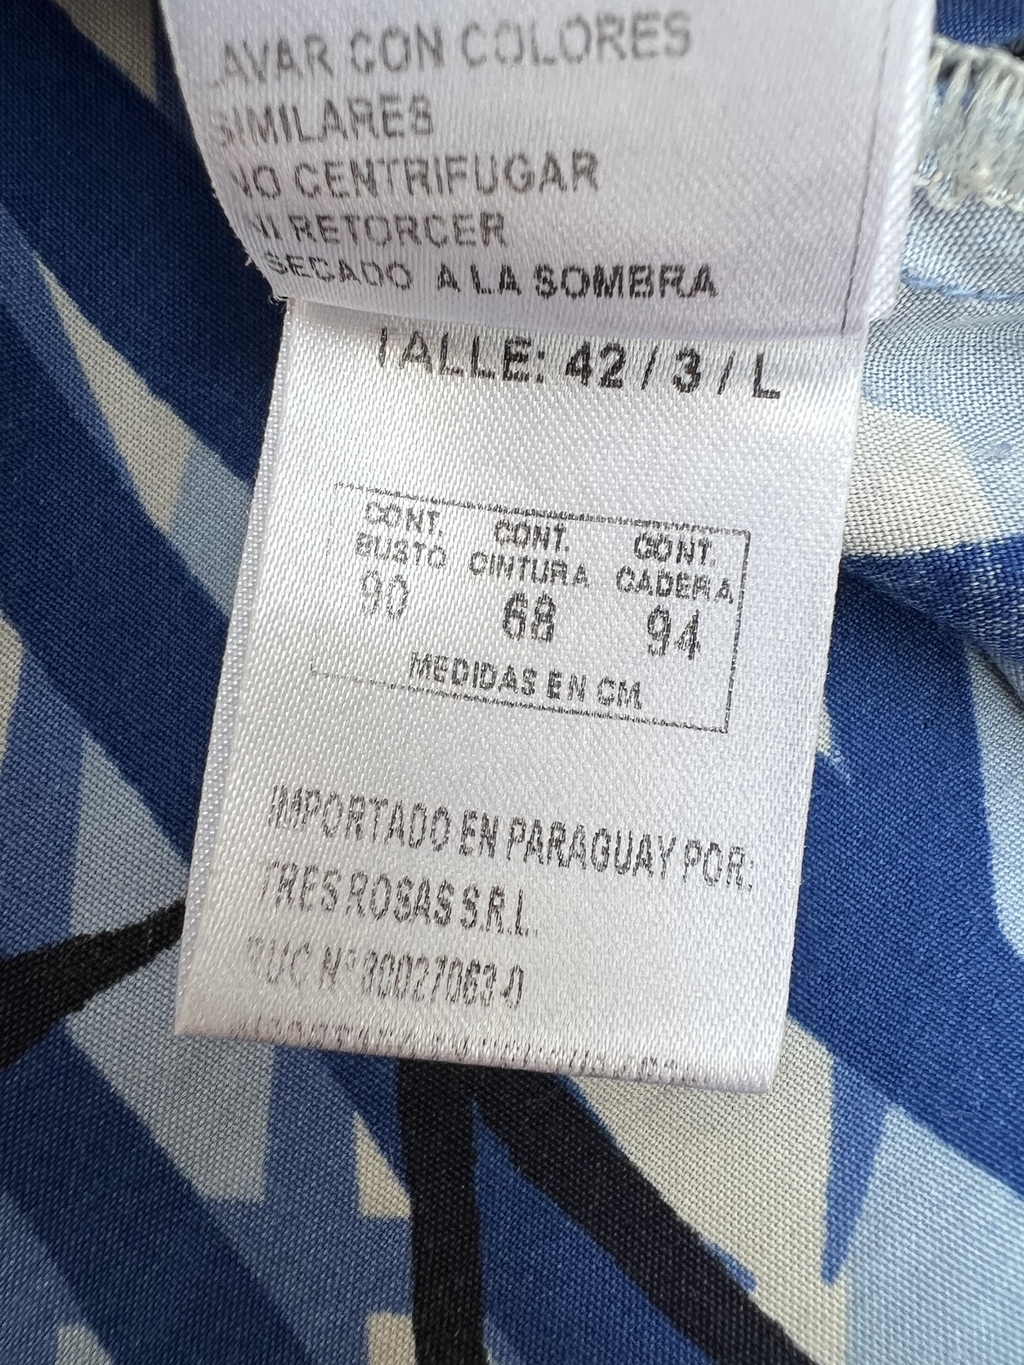 LAVAR CON COLORES
SIMILARES
NO CENTRIFUGAR
NI RETORCER
SECADO A LA SOMBRA
TALLE: 42 / 3 / L
CONT. CONT. CONT.
BUSTO CINTURA CADERA
90 68 94
MEDIDAS EN CM.
IMPORTADO EN PARAGUAY POR:
TRES ROSAS S.R.L.
RUC N° 80027063-0